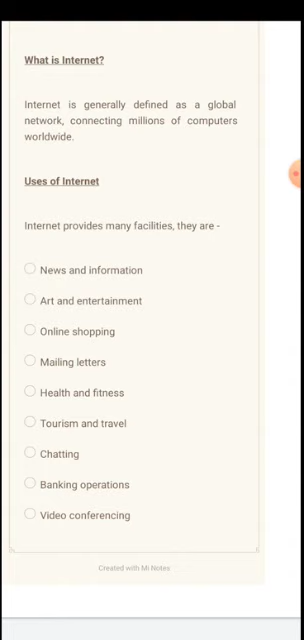 What is Internet?
Internet is generally defined as a global
network, connecting millions of computers
worldwide.
Uses of Internet
Internet provides many facilities, they are -
News and information
Art and entertainment
Online shopping
Mailing letters
Health and fitness
Tourism and travel
Chatting
Banking operations
Video conferencing
Created with Mi Notes